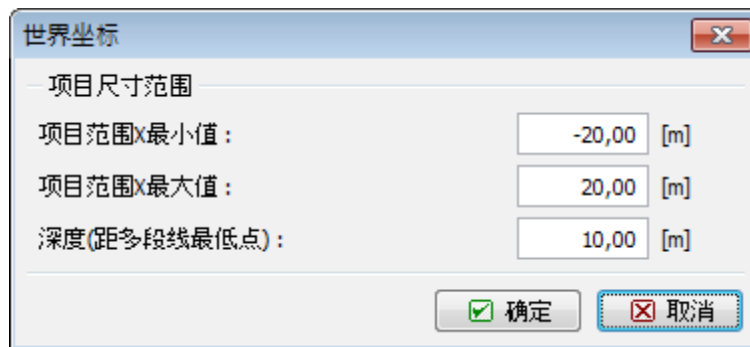 世界坐标
项目尺寸范围
项目范围X最小值： -20,00 [m]
项目范围X最大值： 20,00 [m]
深度(距多段线最低点)： 10,00 [m]
确定 取消